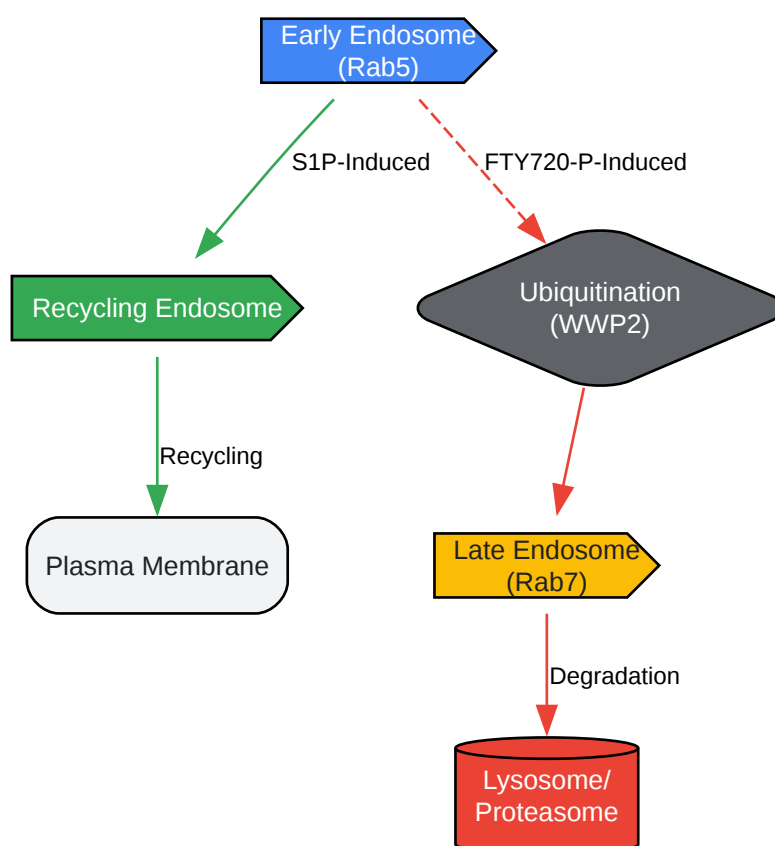 Early Endosome
(Rab5)
S1P-Induced
FTY720-P-Induced
Recycling Endosome
Ubiquitination
(WWP2)
Recycling
Plasma Membrane
Late Endosome
(Rab7)
Degradation
Lysosome/
Proteasome